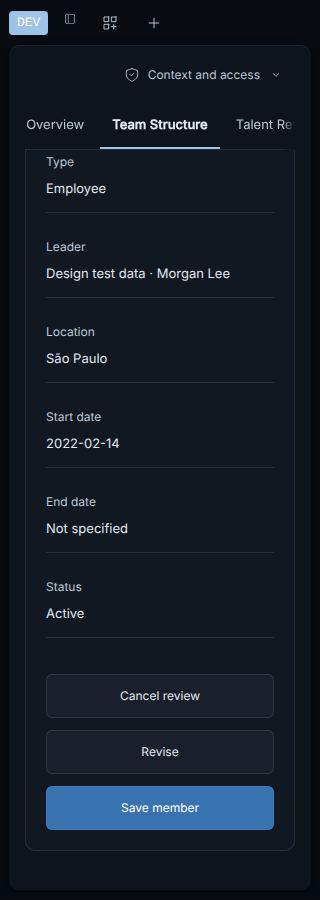 DEV
Context and access
Overview
Team Structure
Talent Re
Type
Employee
Leader
Design test data · Morgan Lee
Location
São Paulo
Start date
2022-02-14
End date
Not specified
Status
Active
Cancel review
Revise
Save member